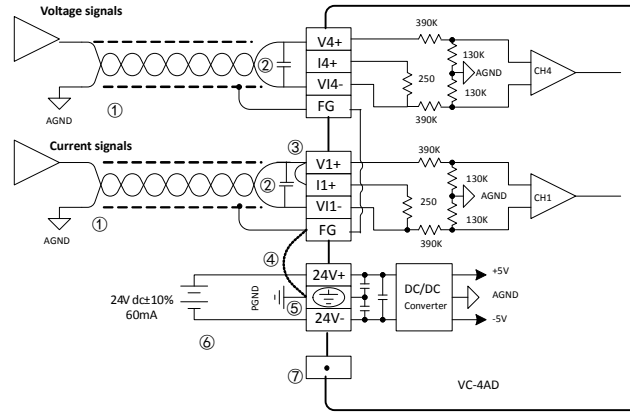 Voltage signals
AGND
①
②
V4+
I4+
VI4-
FG
390K
250
390K
130K
AGND
130K
CH4
Current signals
AGND
①
②
③
V1+
I1+
VI1-
FG
390K
250
390K
130K
AGND
130K
CH1
④
24V dc±10%
60mA
⑥
PGND
⑤
24V+
24V-
DC/DC
Converter
+5V
AGND
-5V
⑦
VC-4AD